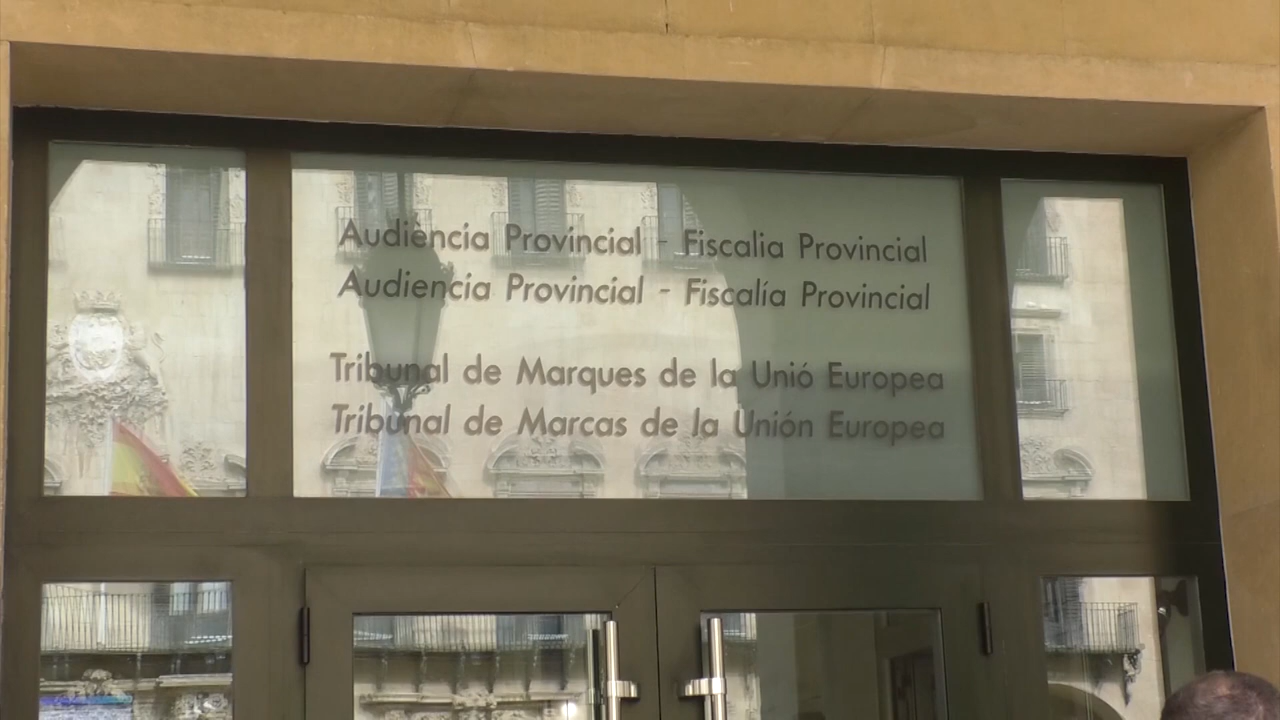 Audiència Provincial - Fiscalia Provincial
Audiencia Provincial - Fiscalía Provincial
Tribunal de Marques de la Unió Europea
Tribunal de Marcas de la Unión Europea